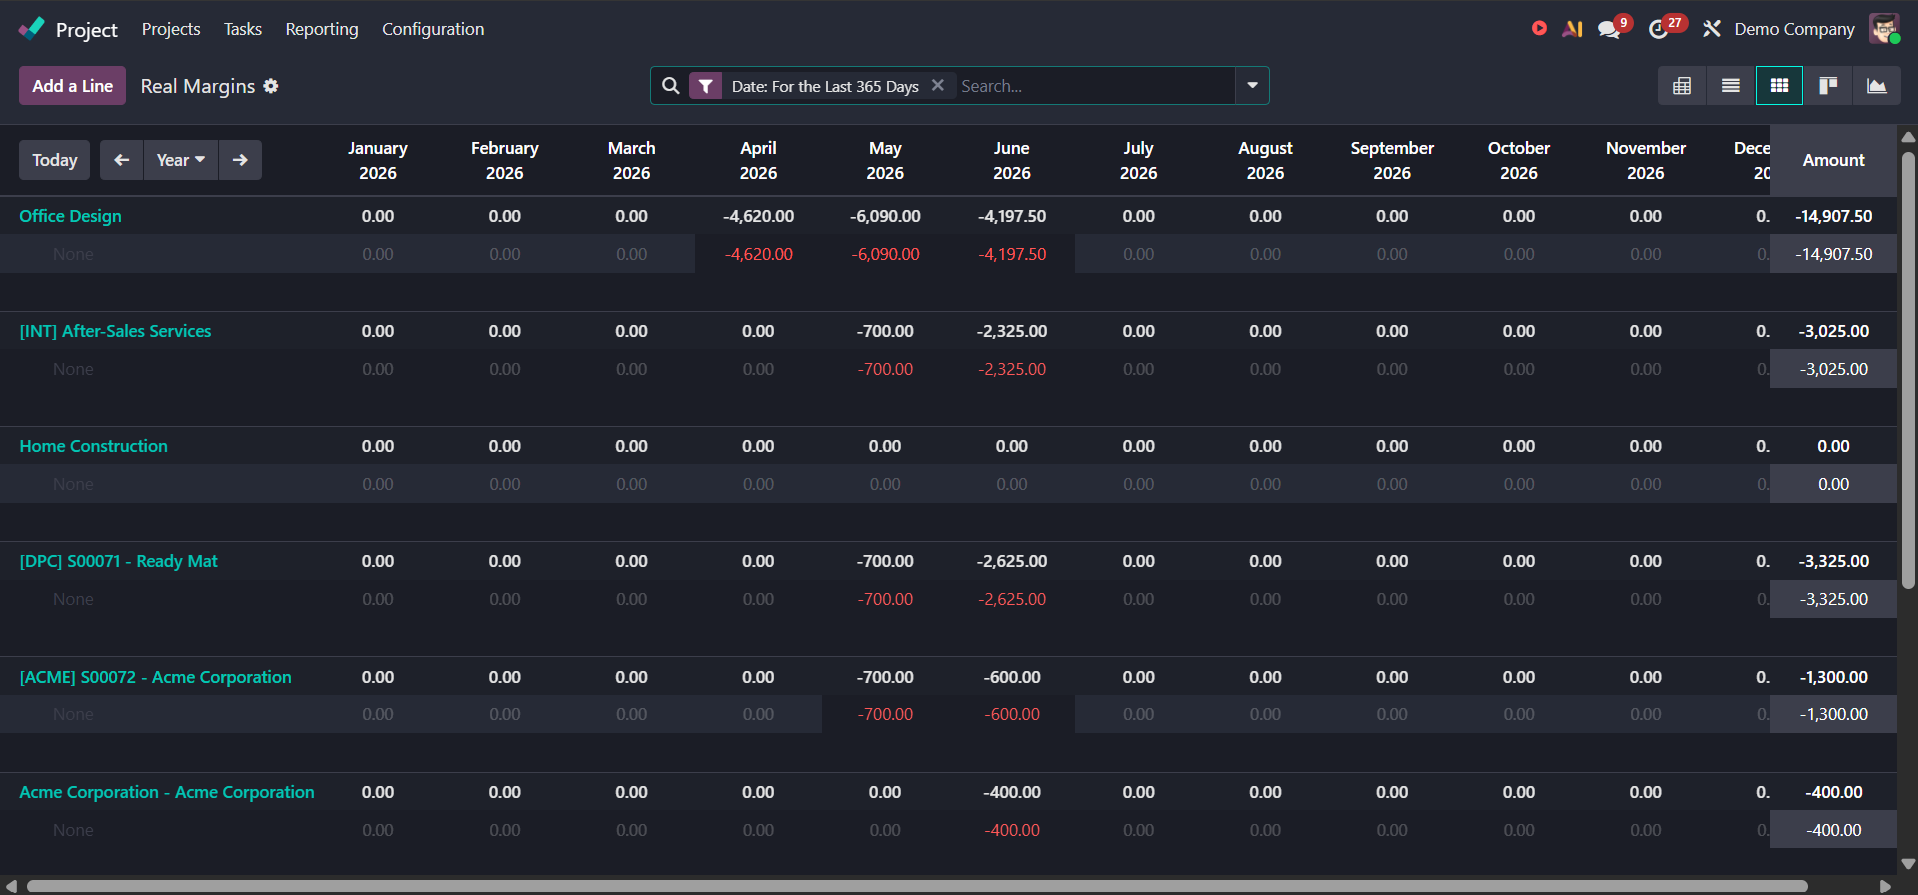 Project Projects Tasks Reporting Configuration AI 9 27 Demo Company
Add a Line Real Margins Date: For the Last 365 Days Search...
Today Year January 2026 February 2026 March 2026 April 2026 May 2026 June 2026 July 2026 August 2026 September 2026 October 2026 November 2026 Dece 20 Amount
Office Design 0.00 0.00 0.00 -4,620.00 -6,090.00 -4,197.50 0.00 0.00 0.00 0.00 0.00 0. -14,907.50
None 0.00 0.00 0.00 -4,620.00 -6,090.00 -4,197.50 0.00 0.00 0.00 0.00 0.00 0. -14,907.50
[INT] After-Sales Services 0.00 0.00 0.00 0.00 -700.00 -2,325.00 0.00 0.00 0.00 0.00 0.00 0. -3,025.00
None 0.00 0.00 0.00 0.00 -700.00 -2,325.00 0.00 0.00 0.00 0.00 0.00 0. -3,025.00
Home Construction 0.00 0.00 0.00 0.00 0.00 0.00 0.00 0.00 0.00 0.00 0.00 0. 0.00
None 0.00 0.00 0.00 0.00 0.00 0.00 0.00 0.00 0.00 0.00 0.00 0. 0.00
[DPC] S00071 - Ready Mat 0.00 0.00 0.00 0.00 -700.00 -2,625.00 0.00 0.00 0.00 0.00 0.00 0. -3,325.00
None 0.00 0.00 0.00 0.00 -700.00 -2,625.00 0.00 0.00 0.00 0.00 0.00 0. -3,325.00
[ACME] S00072 - Acme Corporation 0.00 0.00 0.00 0.00 -700.00 -600.00 0.00 0.00 0.00 0.00 0.00 0. -1,300.00
None 0.00 0.00 0.00 0.00 -700.00 -600.00 0.00 0.00 0.00 0.00 0.00 0. -1,300.00
Acme Corporation - Acme Corporation 0.00 0.00 0.00 0.00 0.00 -400.00 0.00 0.00 0.00 0.00 0.00 0. -400.00
None 0.00 0.00 0.00 0.00 0.00 -400.00 0.00 0.00 0.00 0.00 0.00 0. -400.00